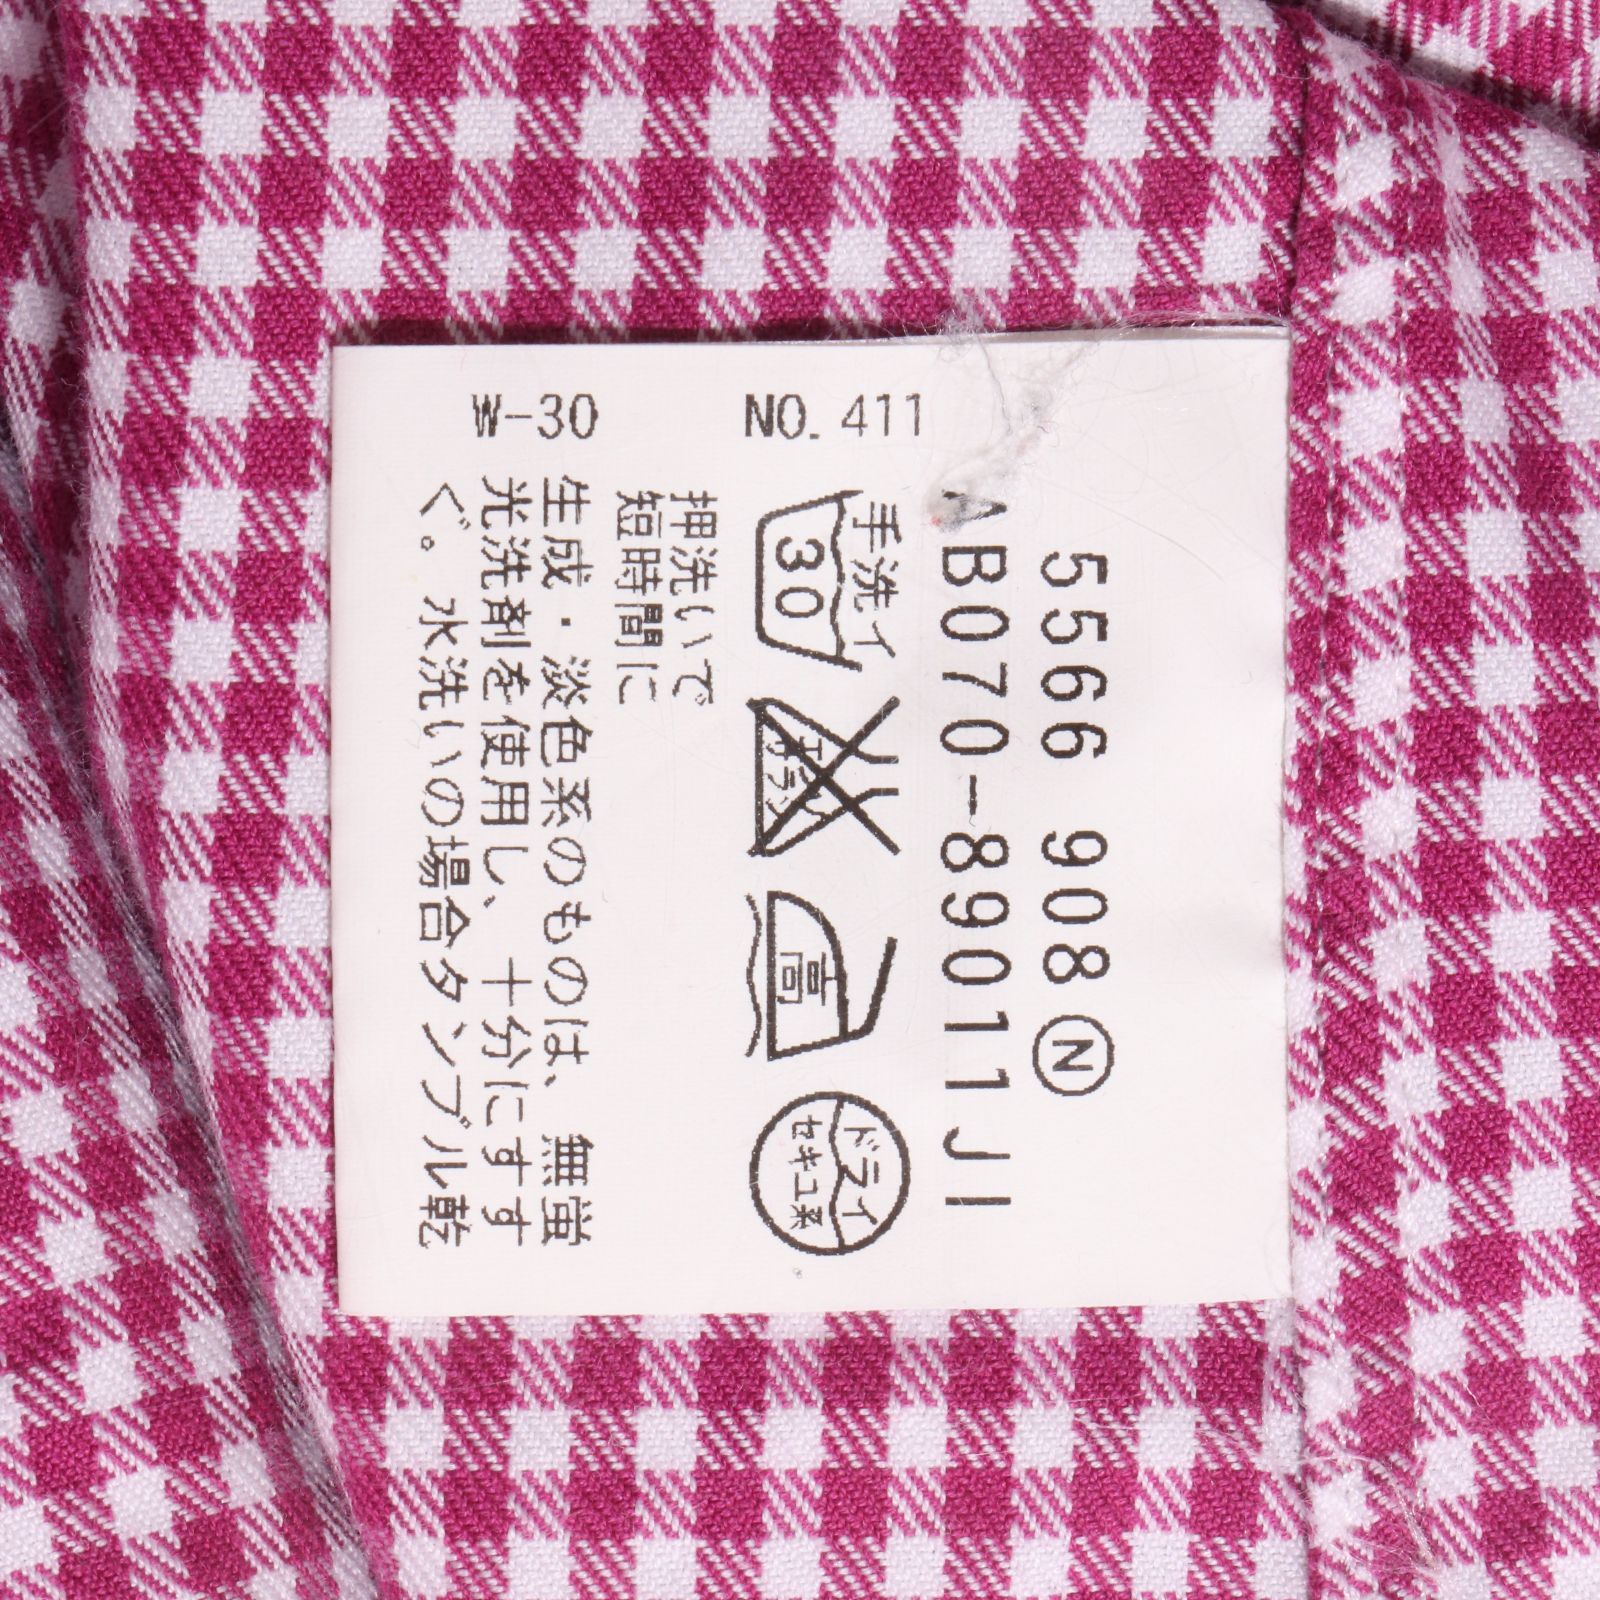 5566 908 Ⓝ
AB070-89011JI
手洗イ
30
エンソ
サラシ
高
ドライ
セキユ系
押洗いで
短時間に
生成・淡色系のものは、無蛍
光洗剤を使用し、十分にすす
ぐ。水洗いの場合タンブル乾
NO. 411
W-30